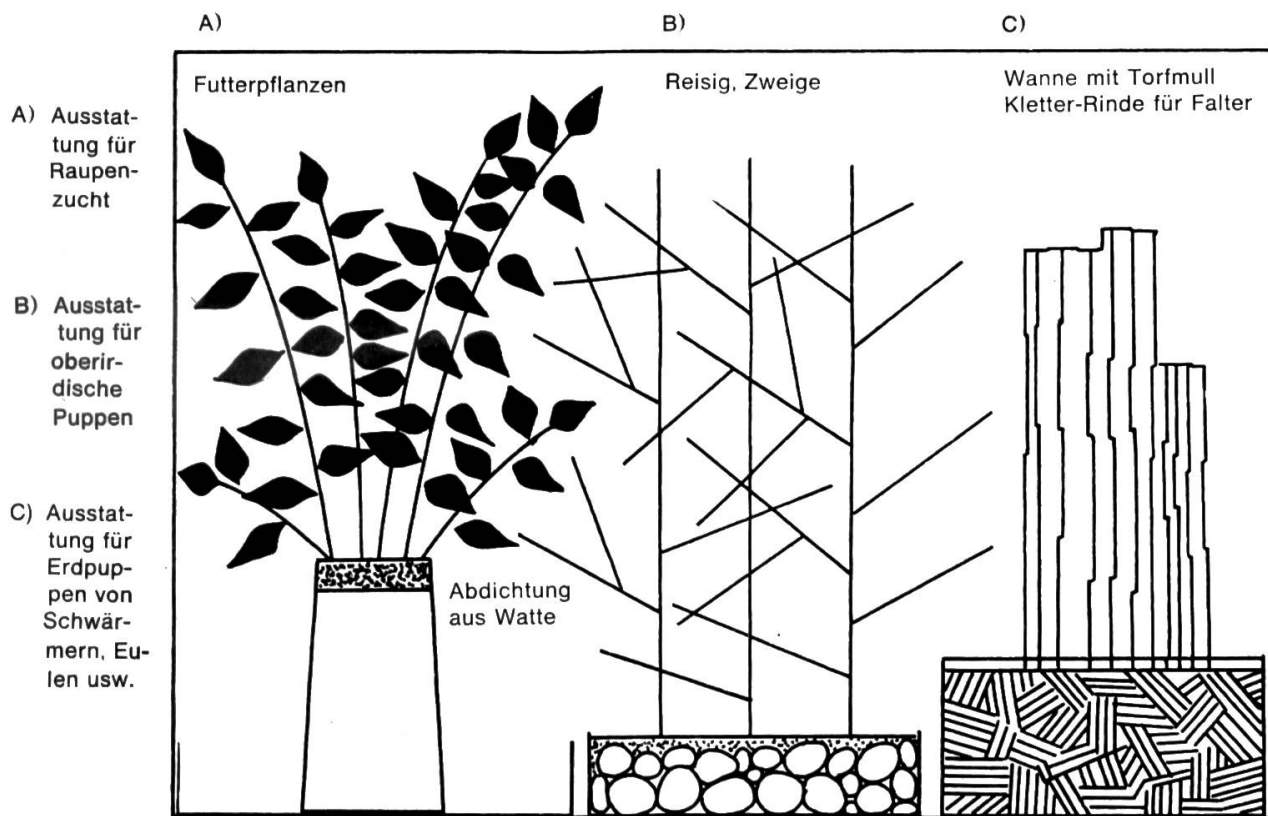 A)
B)
C)
Futterpflanzen
Reisig, Zweige
Wanne mit Torfmull
Kletter-Rinde für Falter
A) Ausstat-
tung für
Raupen-
zucht
B) Ausstat-
tung für
oberir-
dische
Puppen
C) Ausstat-
tung für
Erdpup-
pen von
Schwär-
mern, Eu-
len usw.
Abdichtung
aus Watte